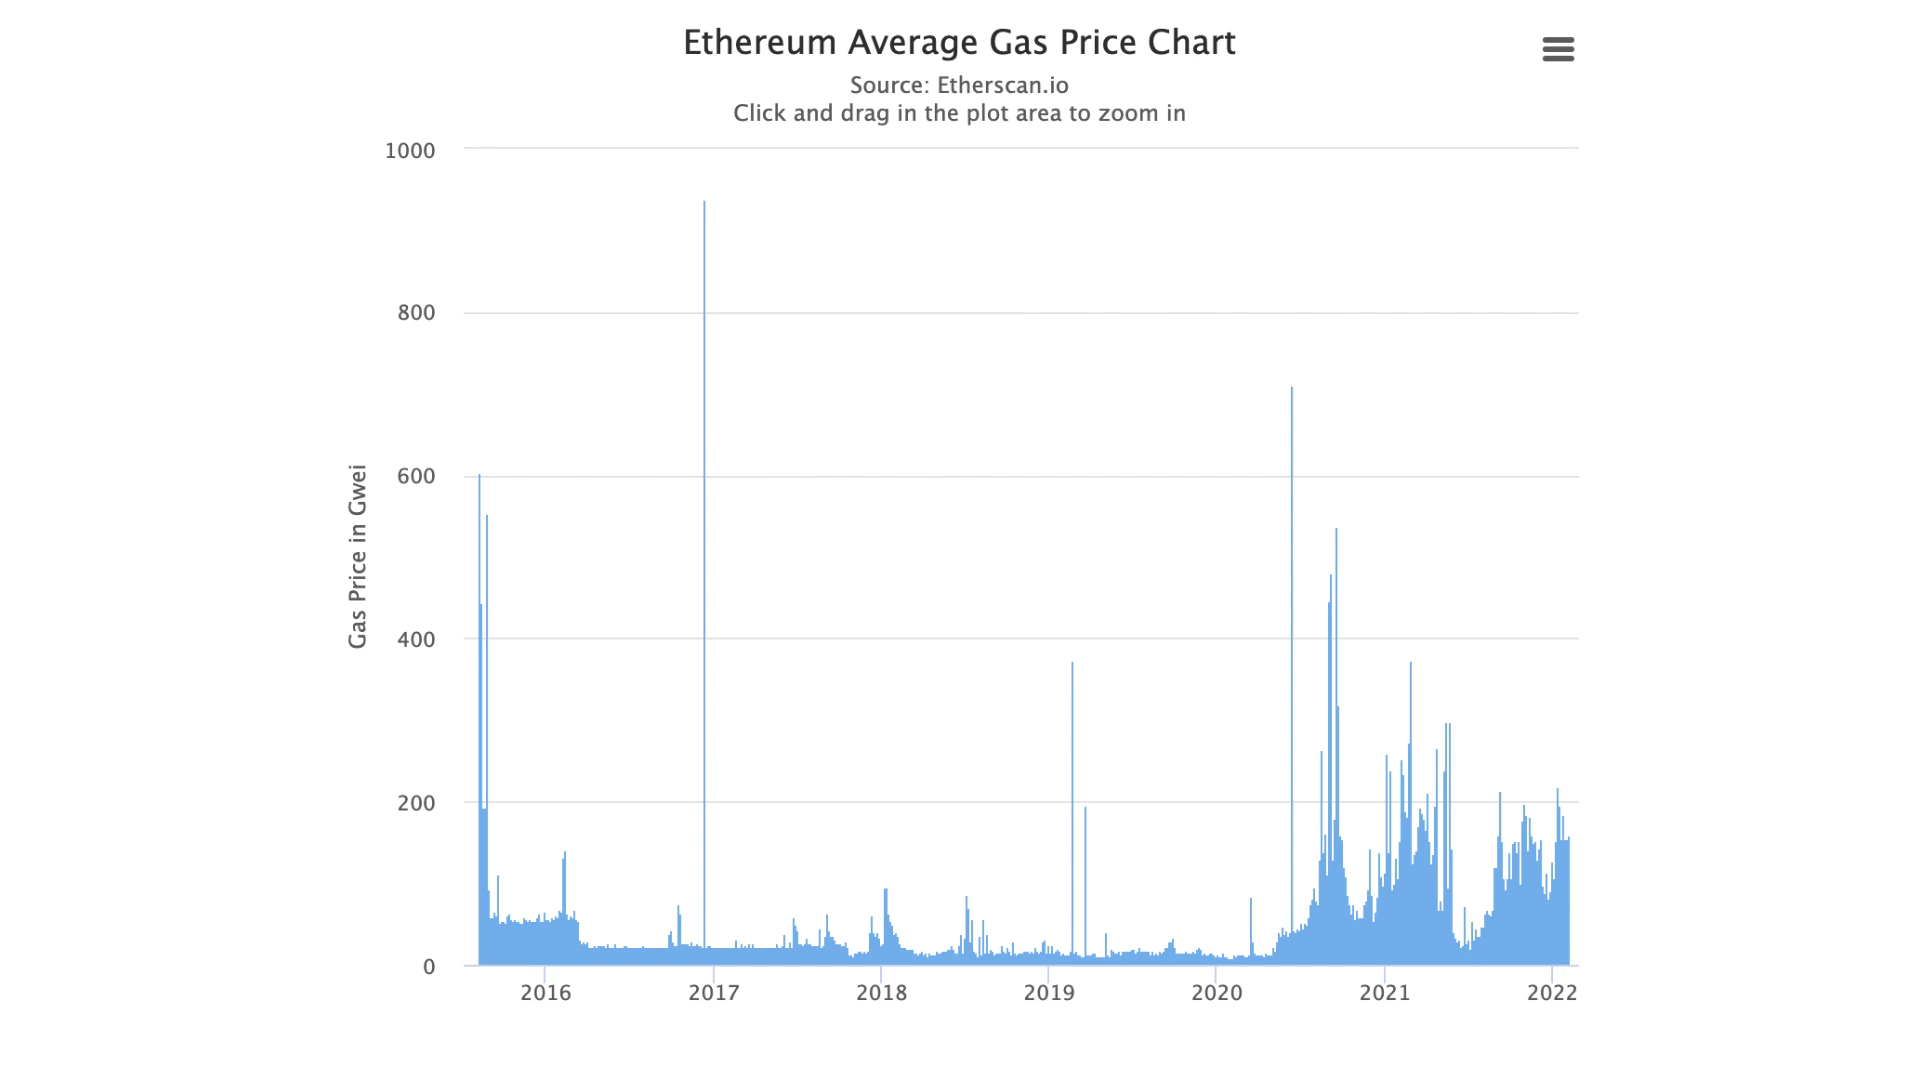 Ethereum Average Gas Price Chart
Source: Etherscan.io
Click and drag in the plot area to zoom in
Gas Price in Gwei
1000
800
600
400
200
0
2016 2017 2018 2019 2020 2021 2022